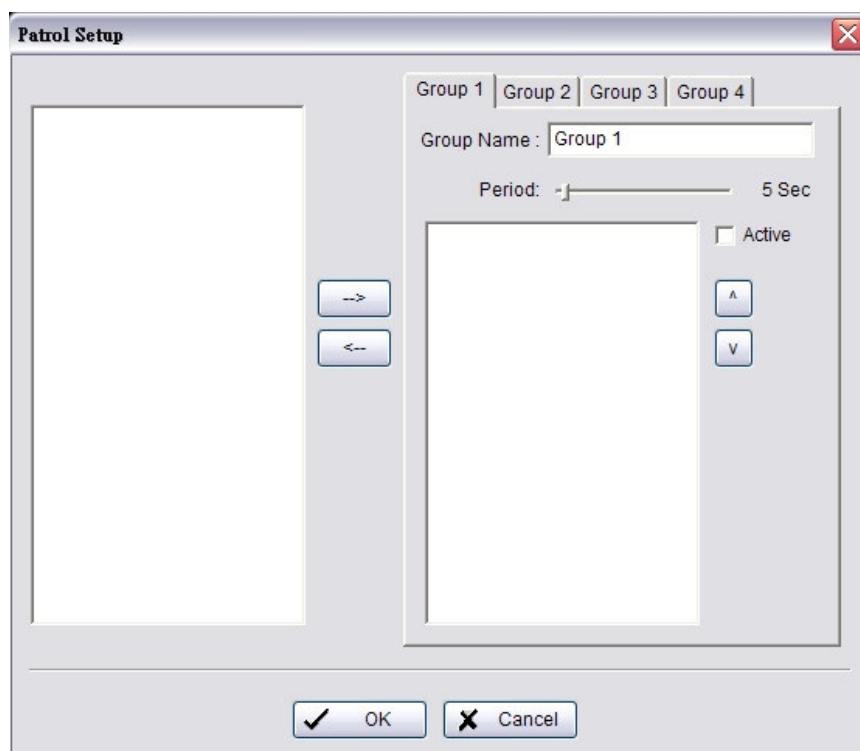 Patrol Setup
Group 1 Group 2 Group 3 Group 4
Group Name : Group 1
Period: 5 Sec
Active
-->
<--
^
v
OK
Cancel